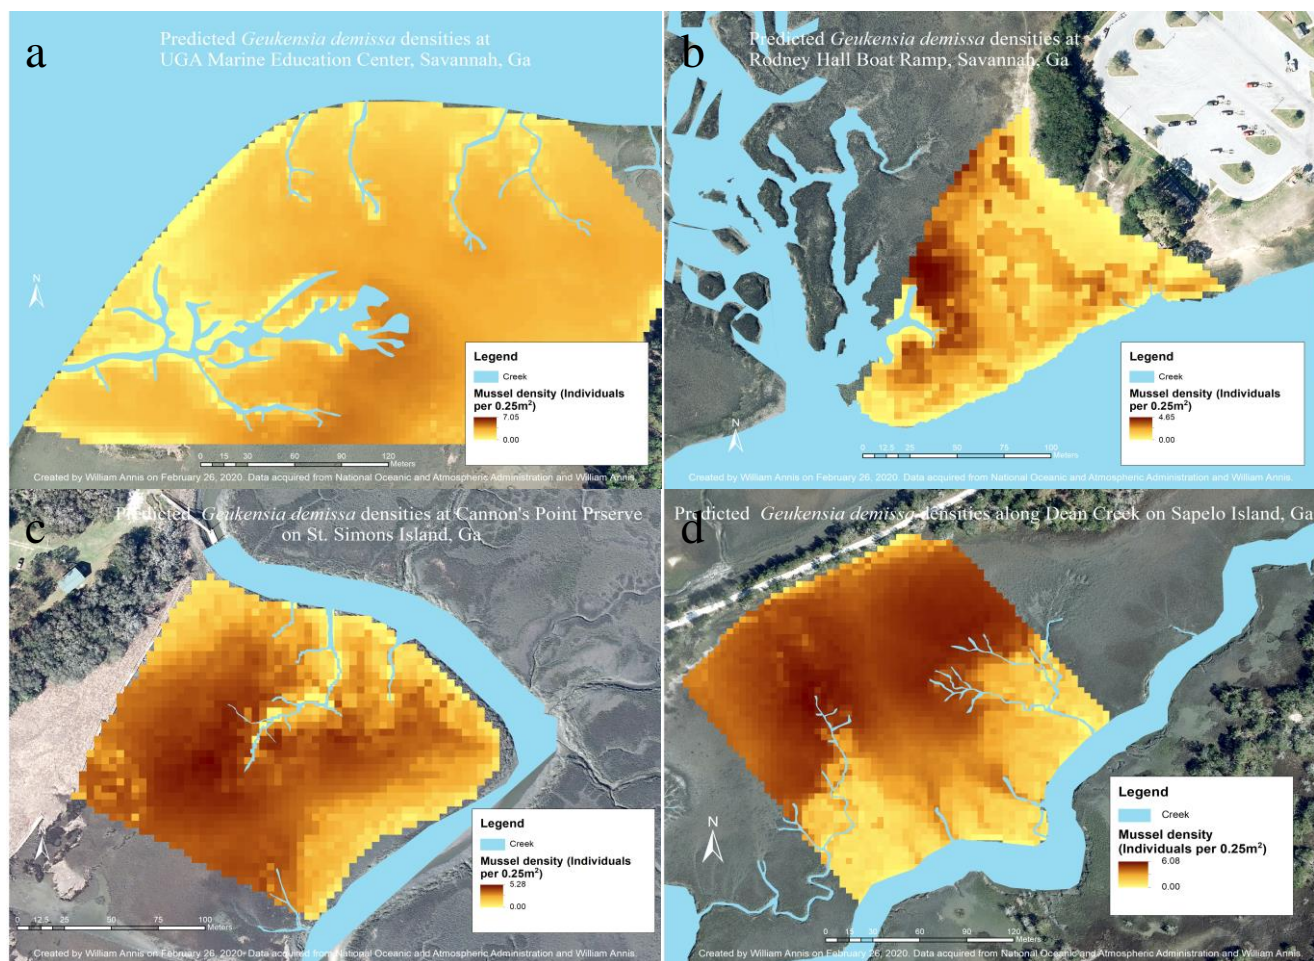 a
Predicted Geukensia demissa densities at
UGA Marine Education Center, Savannah, Ga
N
Legend
Creek
Mussel density (Individuals
per 0.25m²)
7.05
0.00
0 15 30 60 90 120
Meters
Created by William Annis on February 26, 2020. Data acquired from National Oceanic and Atmospheric Administration and William Annis.
b
Predicted Geukensia demissa densities at
Rodney Hall Boat Ramp, Savannah, Ga
N
Legend
Creek
Mussel density (Individuals
per 0.25m²)
4.65
0.00
0 12.5 25 50 75 100
Meters
Created by William Annis on February 26, 2020. Data acquired from National Oceanic and Atmospheric Administration and William Annis.
c
Predicted Geukensia demissa densities at Cannon's Point Prserve
on St. Simons Island, Ga
N
Legend
Creek
Mussel density (Individuals
per 0.25m²)
5.28
0.00
0 12.5 25 50 75 100
Meters
Created by William Annis on February 26, 2020. Data acquired from National Oceanic and Atmospheric Administration and William Annis.
d
Predicted Geukensia demissa densities along Dean Creek on Sapelo Island, Ga
N
Legend
Creek
Mussel density
(Individuals per 0.25m²)
6.08
0.00
0 15 30 60 90 120
Meters
Created by William Annis on February 26, 2020. Data acquired from National Oceanic and Atmospheric Administration and William Annis.